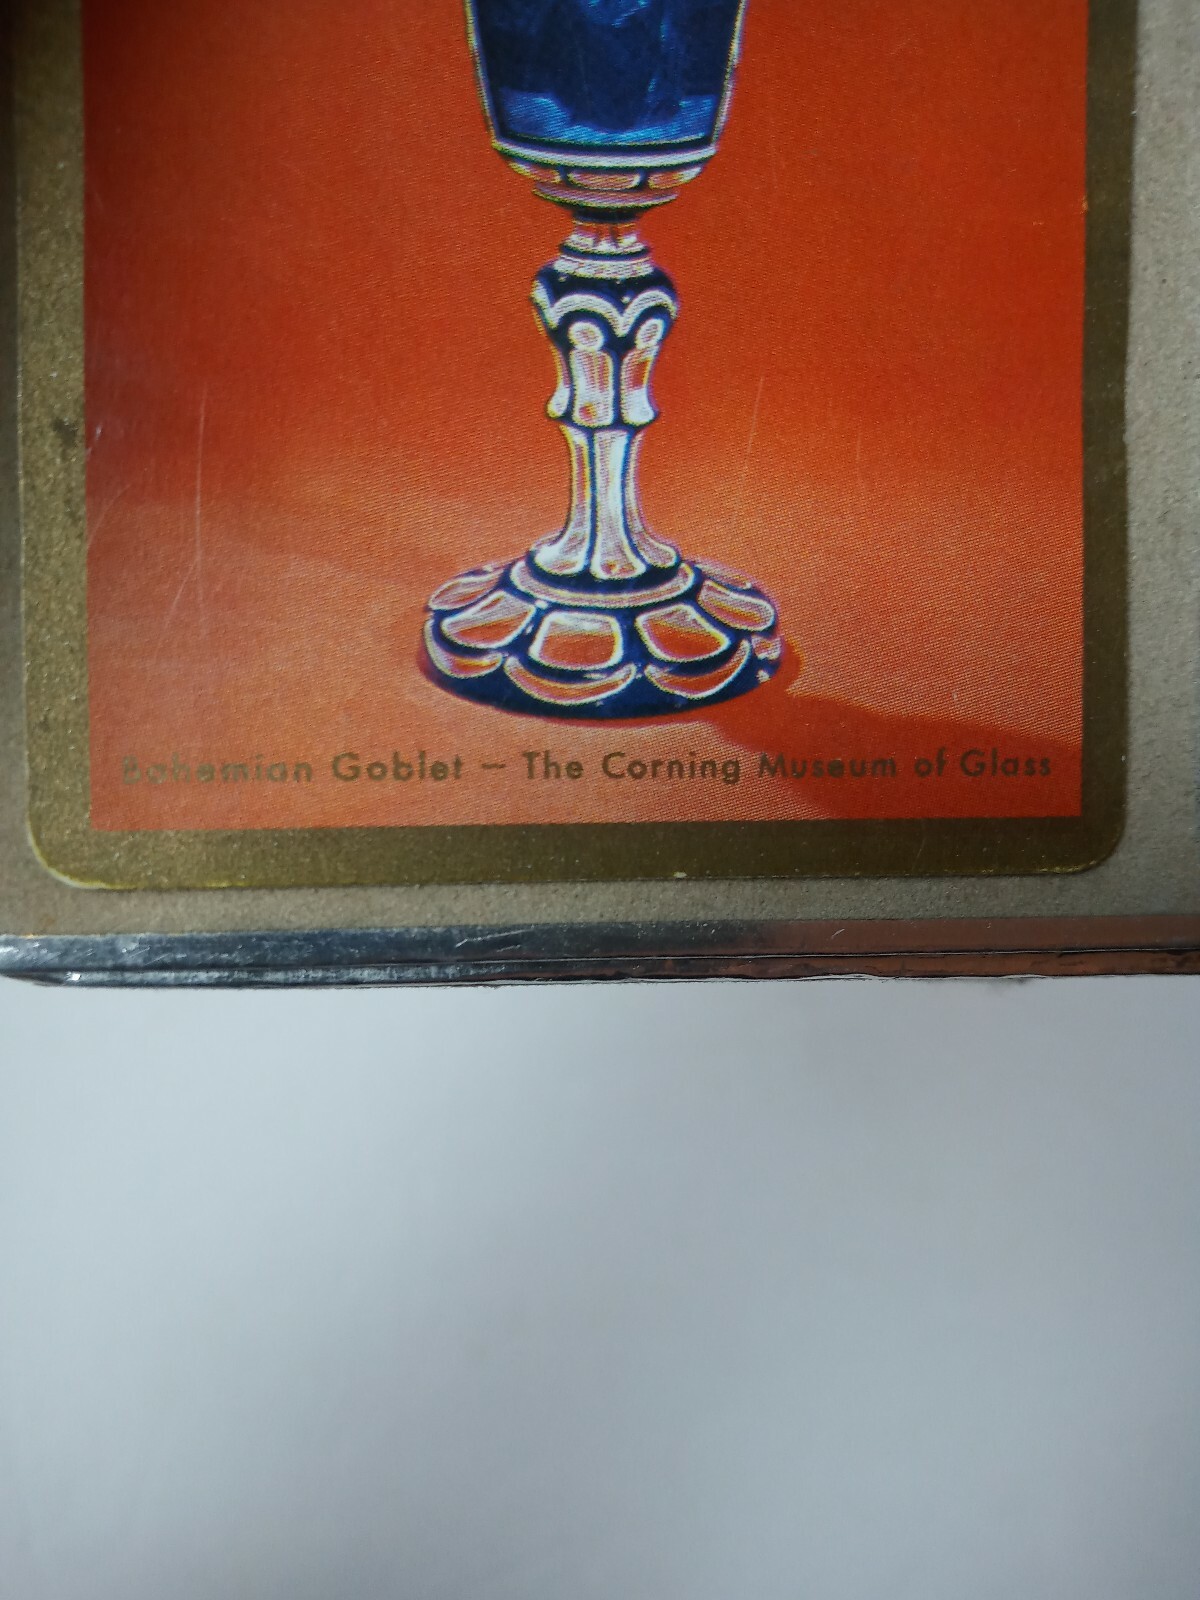 Bohemian Goblet – The Corning Museum of Glass